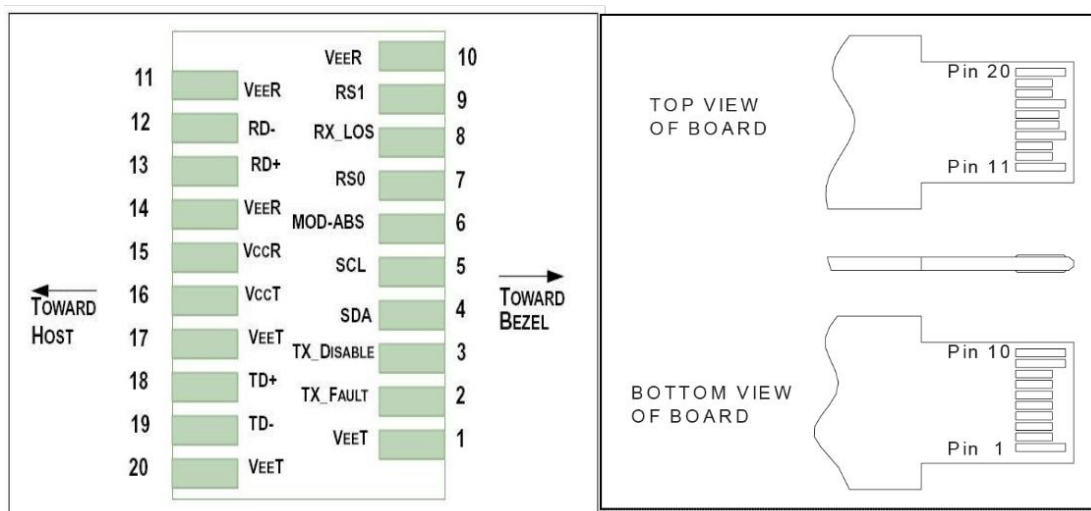 11 VEER
12 RD-
13 RD+
14 VEER
15 VCCR
16 VCCT
17 VEET
18 TD+
19 TD-
20 VEET
VEER 10
RS1 9
RX_LOS 8
RS0 7
MOD-ABS 6
SCL 5
SDA 4
TX_DISABLE 3
TX_FAULT 2
VEET 1
TOWARD
HOST
TOWARD
BEZEL
TOP VIEW
OF BOARD
Pin 20
Pin 11
BOTTOM VIEW
OF BOARD
Pin 10
Pin 1